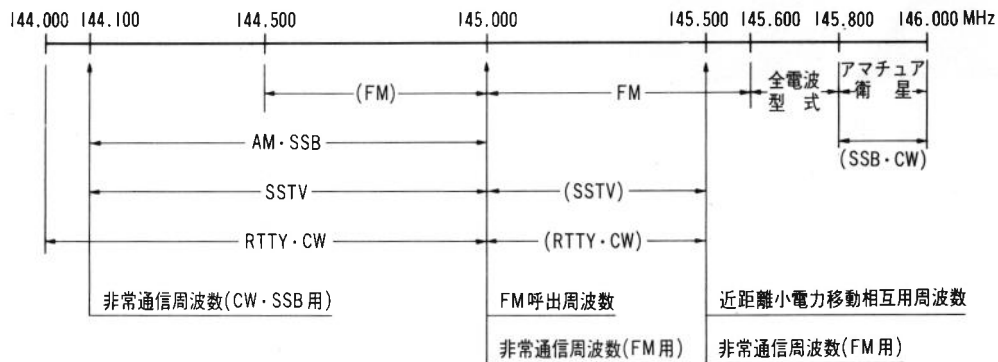 144.000 144.100 144.500 145.000 145.500 145.600 145.800 146.000 MHz
(FM) FM 全電波型式 アマチュア衛星
AM・SSB (SSB・CW)
SSTV (SSTV)
RTTY・CW (RTTY・CW)
非常通信周波数(CW・SSB用) FM呼出周波数 近距離小電力移動相互用周波数
非常通信周波数(FM用) 非常通信周波数(FM用)